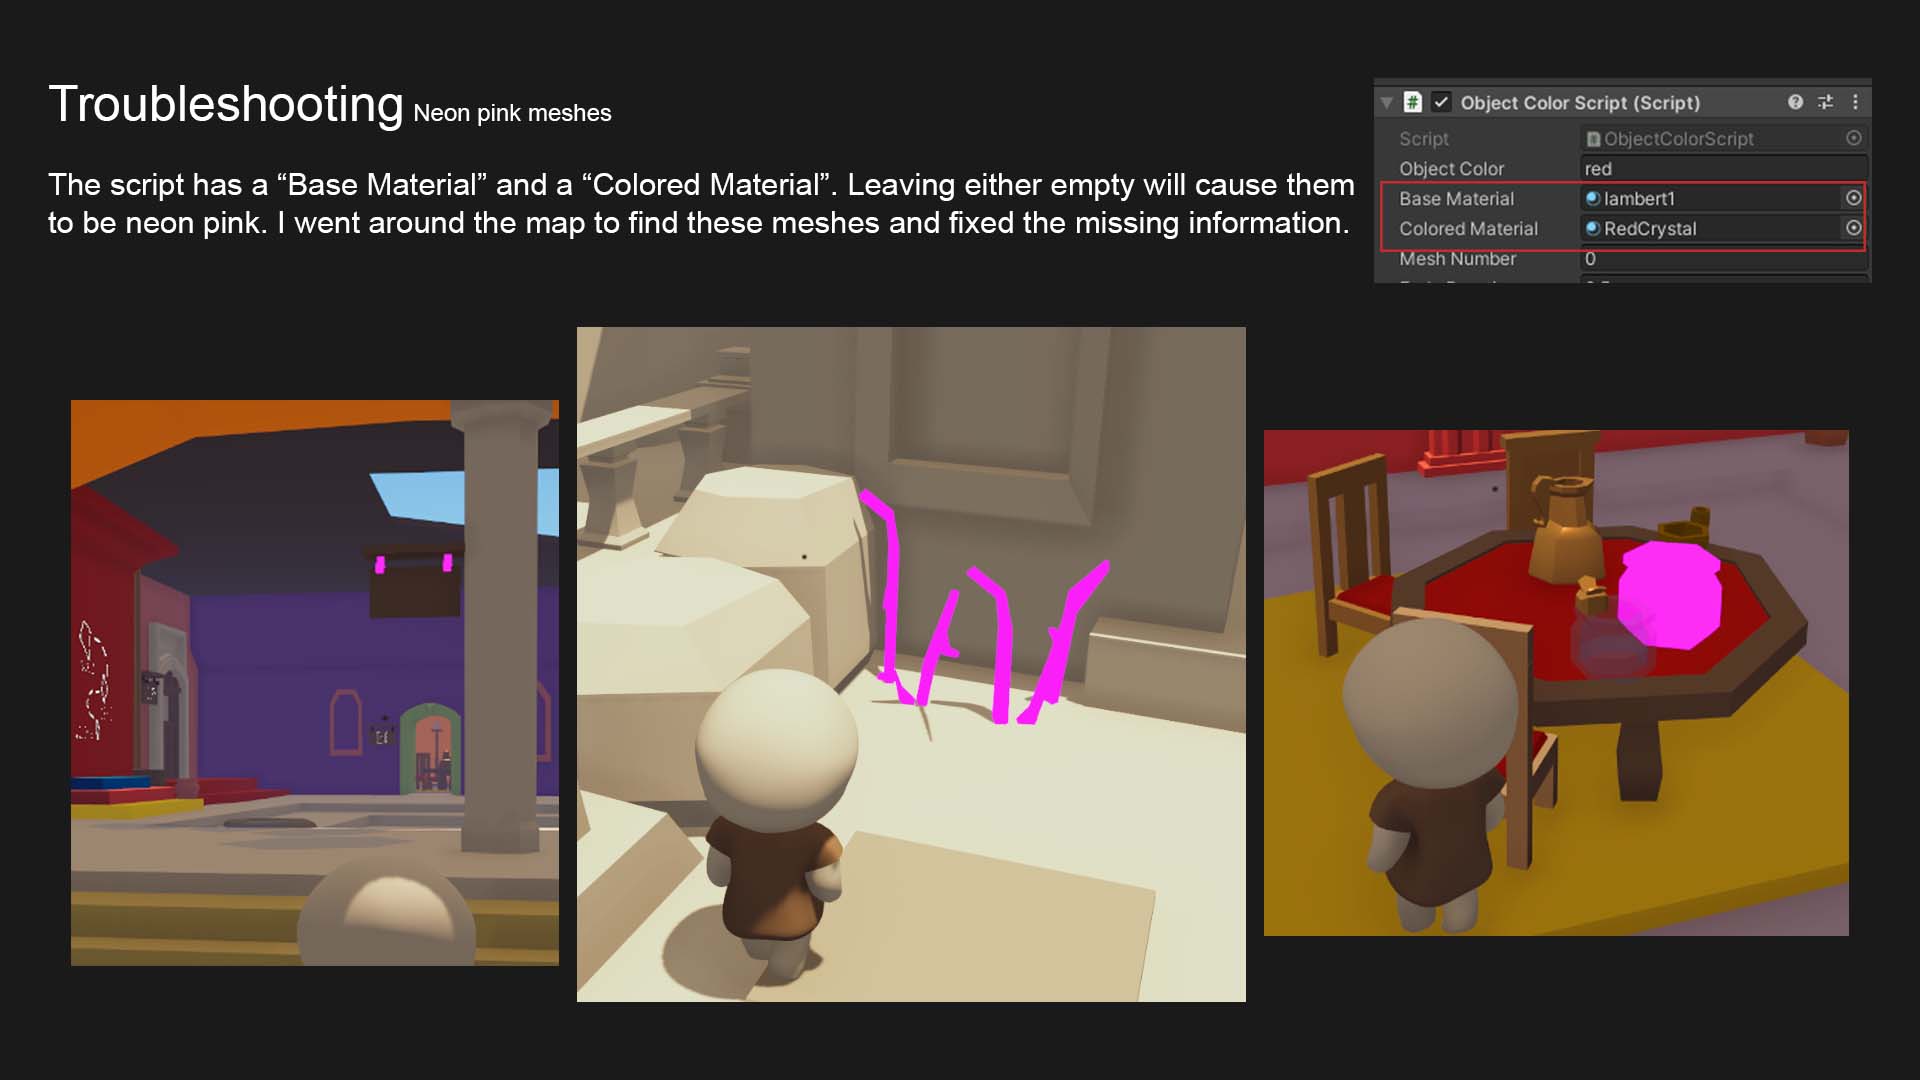 Troubleshooting Neon pink meshes
The script has a “Base Material” and a “Colored Material”. Leaving either empty will cause them
to be neon pink. I went around the map to find these meshes and fixed the missing information.
# Object Color Script (Script)
Script # ObjectColorScript
Object Color red
Base Material lambert1
Colored Material RedCrystal
Mesh Number 0